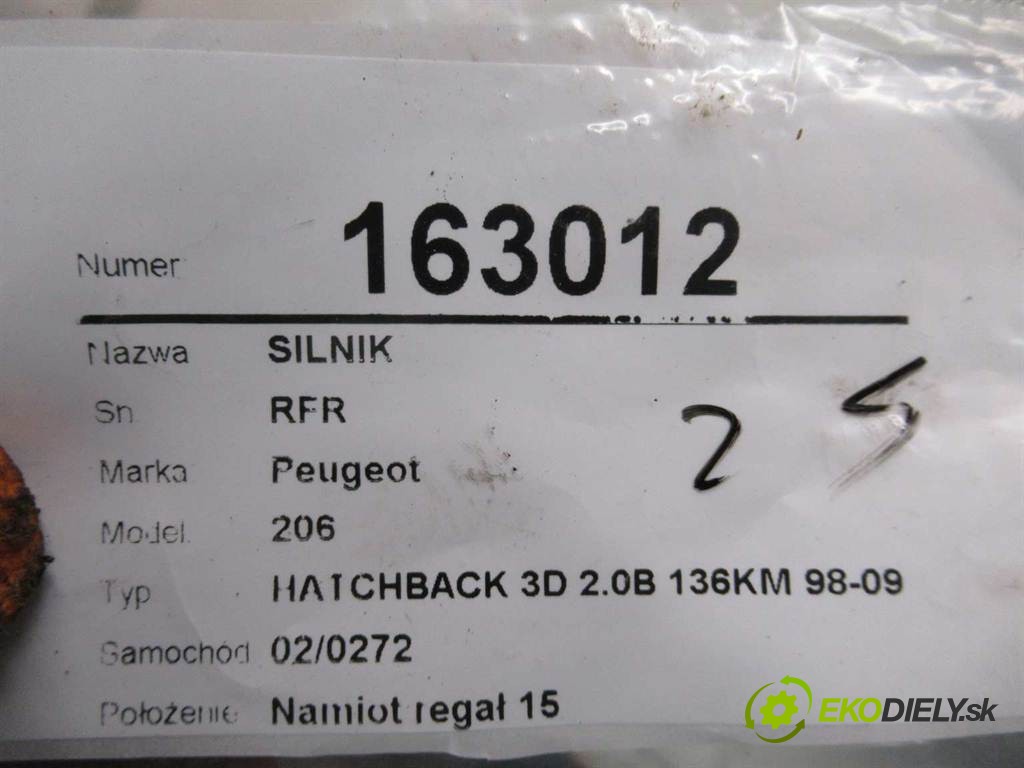 Numer 163012
Nazwa SILNIK
Sn RFR
Marka Peugeot
2 5
Model. 206
Typ HATCHBACK 3D 2.0B 136KM 98-09
Samochód 02/0272
Położenie Namiot regał 15
EKODIELY.sk